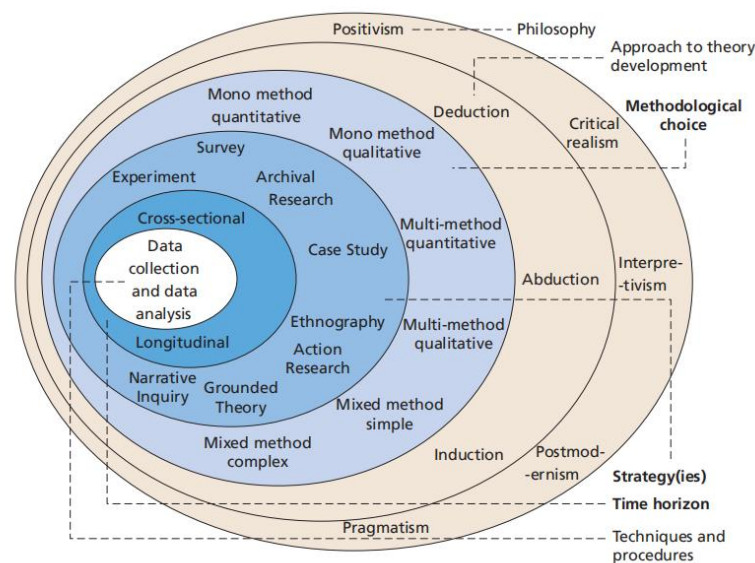 Positivism
Philosophy
Approach to theory
development
Mono method
quantitative
Deduction
Methodological
choice
Critical
realism
Mono method
qualitative
Survey
Experiment
Archival
Research
Cross-sectional
Multi-method
quantitative
Data
collection
and data
analysis
Case Study
Interpre-
tivism
Abduction
Ethnography
Multi-method
qualitative
Longitudinal
Action
Research
Narrative
Inquiry
Grounded
Theory
Mixed method
simple
Mixed method
complex
Induction
Postmod-
-ernism
Strategy(ies)
Time horizon
Pragmatism
Techniques and
procedures